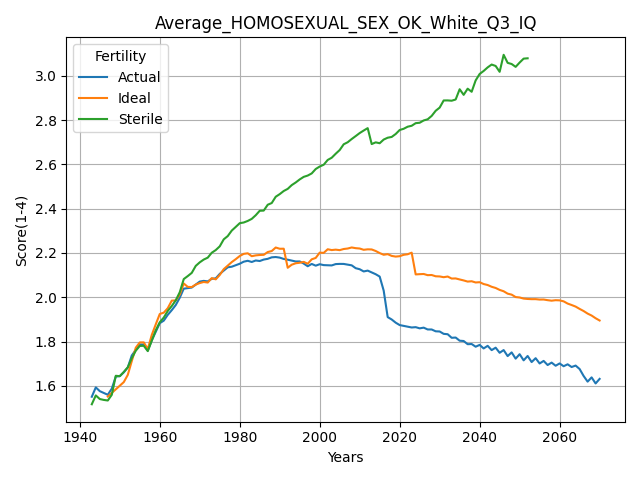 Average_HOMOSEXUAL_SEX_OK_White_Q3_IQ
Fertility
Actual
Ideal
Sterile
Score(1-4)
3.0
2.8
2.6
2.4
2.2
2.0
1.8
1.6
1940 1960 1980 2000 2020 2040 2060
Years